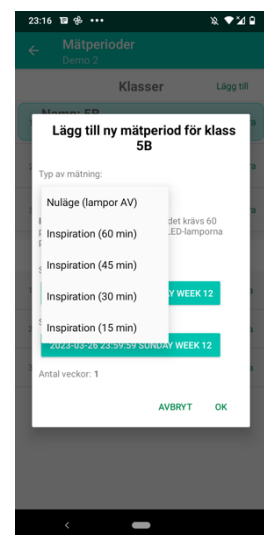 23:16
Mätperioder
Demo 2
Klasser
Lägg till
Namn: 5B
Lägg till ny mätperiod för klass
5B
Typ av mätning:
Nuläge (lampor AV)
det krävs 60
Inspiration (60 min)
LED-lamporna
Inspiration (45 min)
Inspiration (30 min)
Y WEEK 12
Inspiration (15 min)
2023-03-26 23:59:59 SUNDAY WEEK 12
Antal veckor: 1
AVBRYT
OK